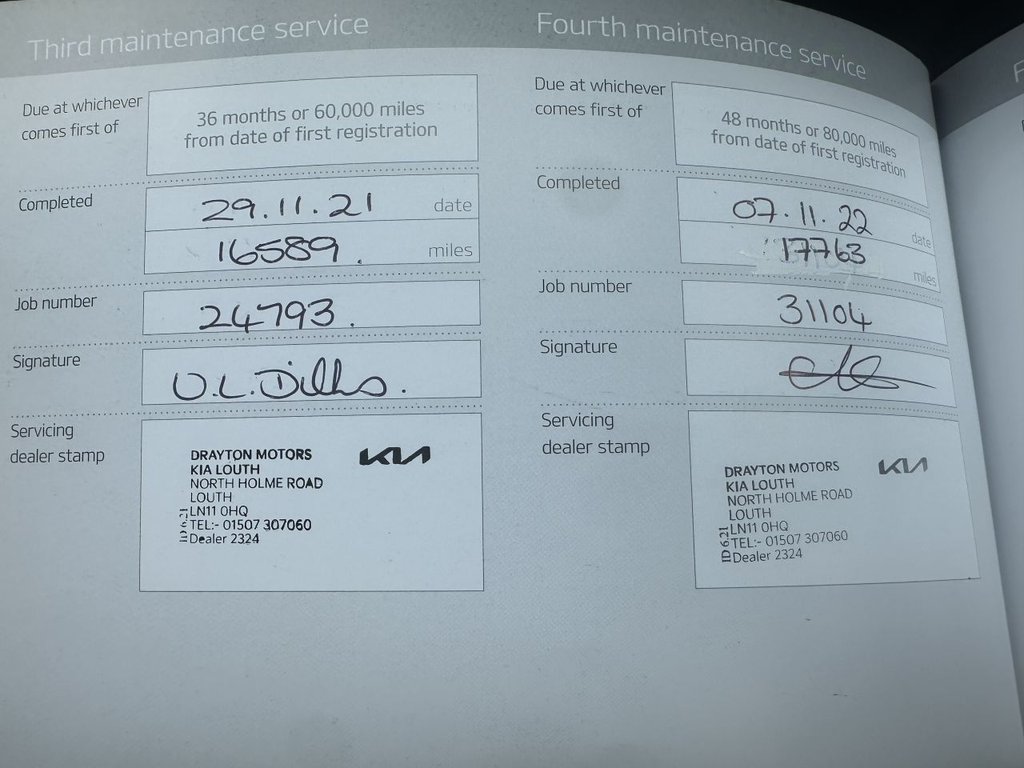 Third maintenance service
Due at whichever
comes first of
36 months or 60,000 miles
from date of first registration
Completed
29.11.21 date
16589. miles
Job number
24793.
Signature
Servicing
dealer stamp
DRAYTON MOTORS
KIA LOUTH
NORTH HOLME ROAD
LOUTH
LN11 0HQ
TEL:- 01507 307060
Dealer 2324
KIA
Fourth maintenance service
Due at whichever
comes first of
48 months or 80,000 miles
from date of first registration
Completed
07.11.22 date
17763 miles
Job number
31104
Signature
Servicing
dealer stamp
DRAYTON MOTORS
KIA LOUTH
NORTH HOLME ROAD
LOUTH
LN11 0HQ
TEL:- 01507 307060
Dealer 2324
ID 6.21
KIA